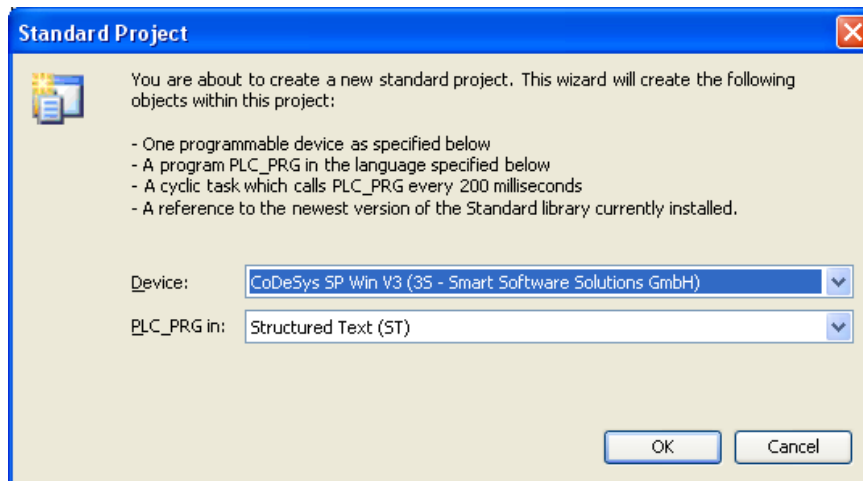 Standard Project
You are about to create a new standard project. This wizard will create the following
objects within this project:
- One programmable device as specified below
- A program PLC_PRG in the language specified below
- A cyclic task which calls PLC_PRG every 200 milliseconds
- A reference to the newest version of the Standard library currently installed.
Device: CoDeSys SP Win V3 (3S - Smart Software Solutions GmbH)
PLC_PRG in: Structured Text (ST)
OK Cancel